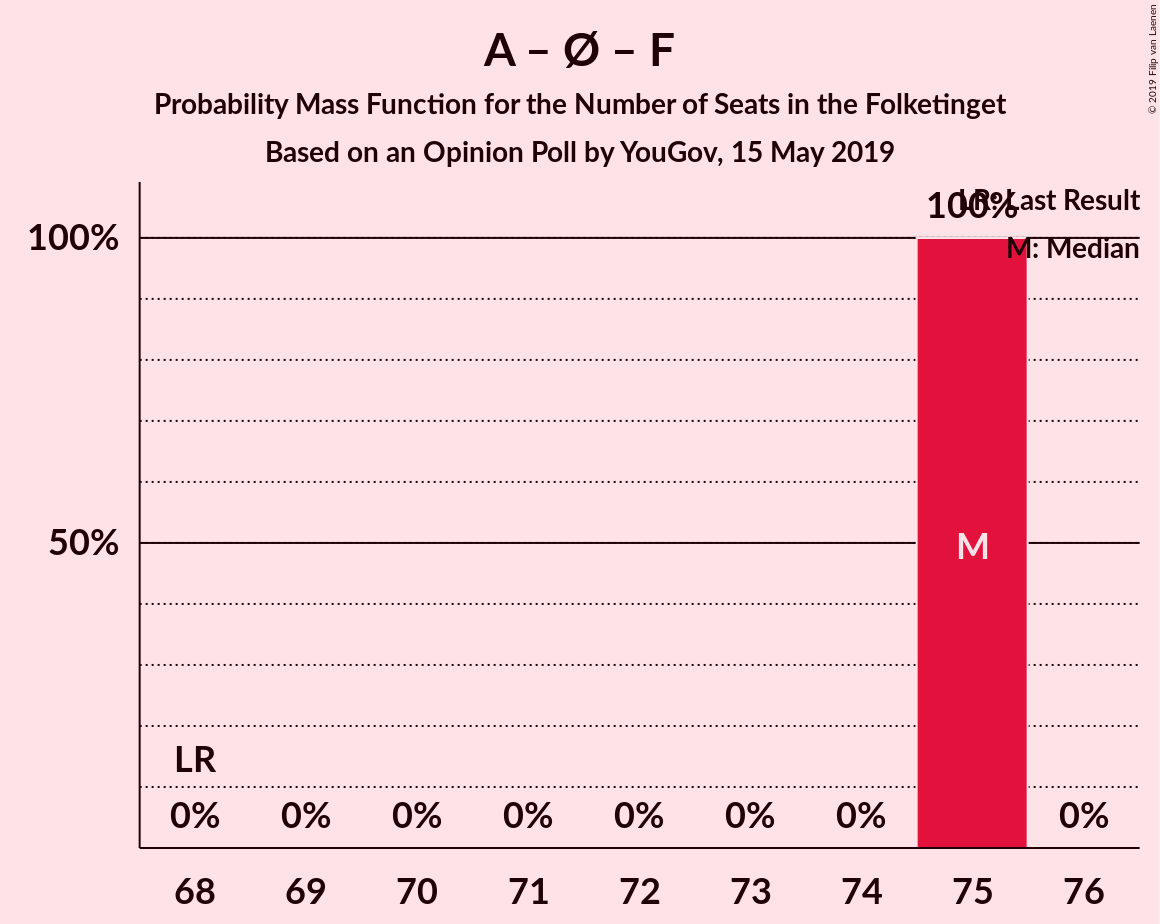 A – Ø – F
Probability Mass Function for the Number of Seats in the Folketinget
Based on an Opinion Poll by YouGov, 15 May 2019
© 2019 Filip van Laenen
100%
LR: Last Result
100%
M: Median
50%
M
LR
0% 0% 0% 0% 0% 0% 0% 0%
68 69 70 71 72 73 74 75 76